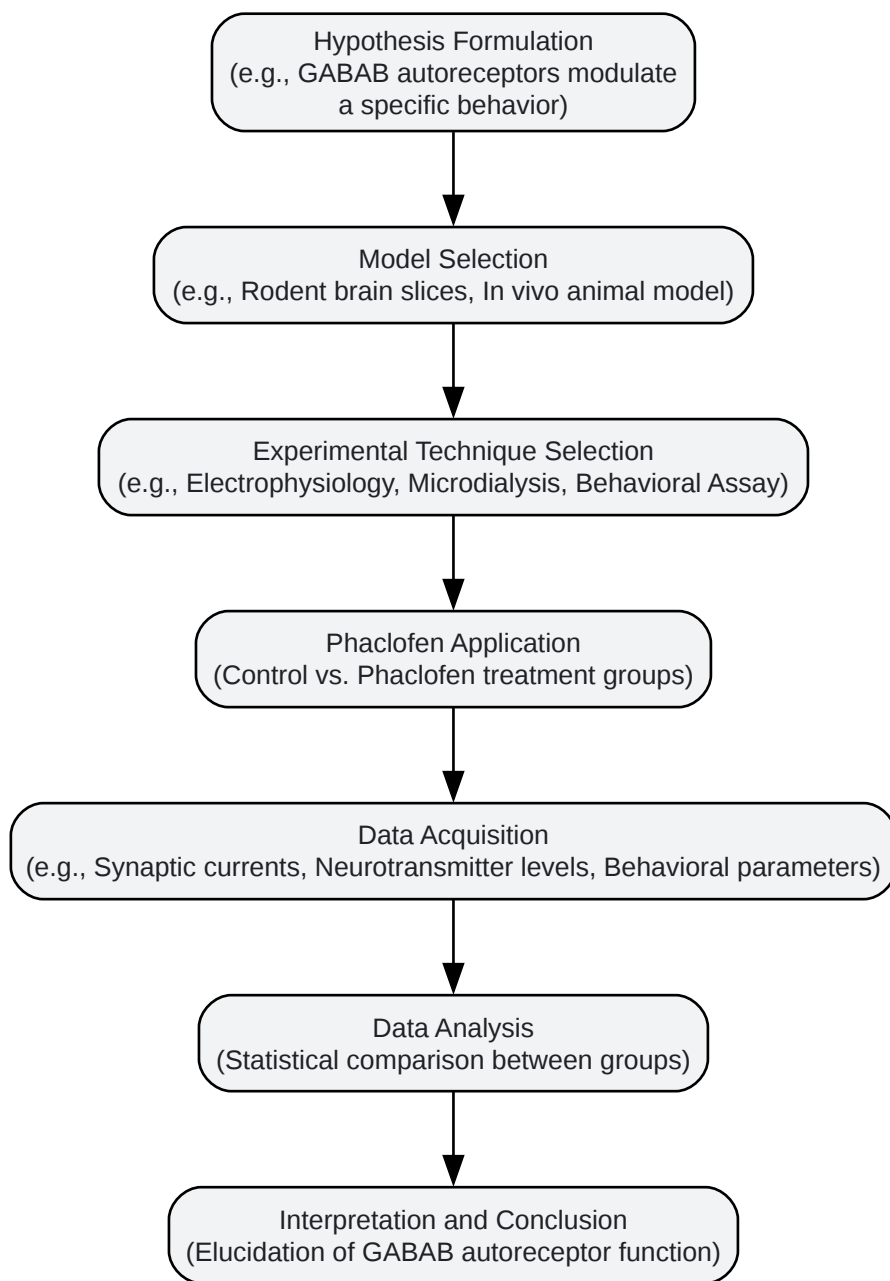 Hypothesis Formulation
(e.g., GABAB autoreceptors modulate
a specific behavior)
Model Selection
(e.g., Rodent brain slices, In vivo animal model)
Experimental Technique Selection
(e.g., Electrophysiology, Microdialysis, Behavioral Assay)
Phaclofen Application
(Control vs. Phaclofen treatment groups)
Data Acquisition
(e.g., Synaptic currents, Neurotransmitter levels, Behavioral parameters)
Data Analysis
(Statistical comparison between groups)
Interpretation and Conclusion
(Elucidation of GABAB autoreceptor function)